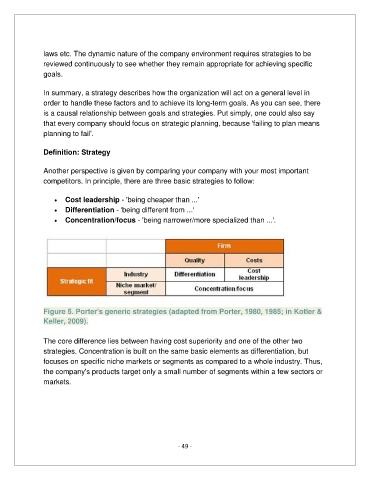 laws etc. The dynamic nature of the company environment requires strategies to be
reviewed continuously to see whether they remain appropriate for achieving specific
goals.
In summary, a strategy describes how the organization will act on a general level in
order to handle these factors and to achieve its long-term goals. As you can see, there
is a causal relationship between goals and strategies. Put simply, one could also say
that every company should focus on strategic planning, because 'failing to plan means
planning to fail'.
Definition: Strategy
Another perspective is given by comparing your company with your most important
competitors. In principle, there are three basic strategies to follow:
• Cost leadership - 'being cheaper than ...'
• Differentiation - 'being different from ...'
• Concentration/focus - 'being narrower/more specialized than ...'.
Firm
Quality Costs
Strategic fit Industry Differentiation Cost leadership
Niche market/ segment Concentration/focus
Figure 5. Porter's generic strategies (adapted from Porter, 1980, 1985; in Kotler &
Keller, 2009).
The core difference lies between having cost superiority and one of the other two
strategies. Concentration is built on the same basic elements as differentiation, but
focuses on specific niche markets or segments as compared to a whole industry. Thus,
the company's products target only a small number of segments within a few sectors or
markets.
- 49 -